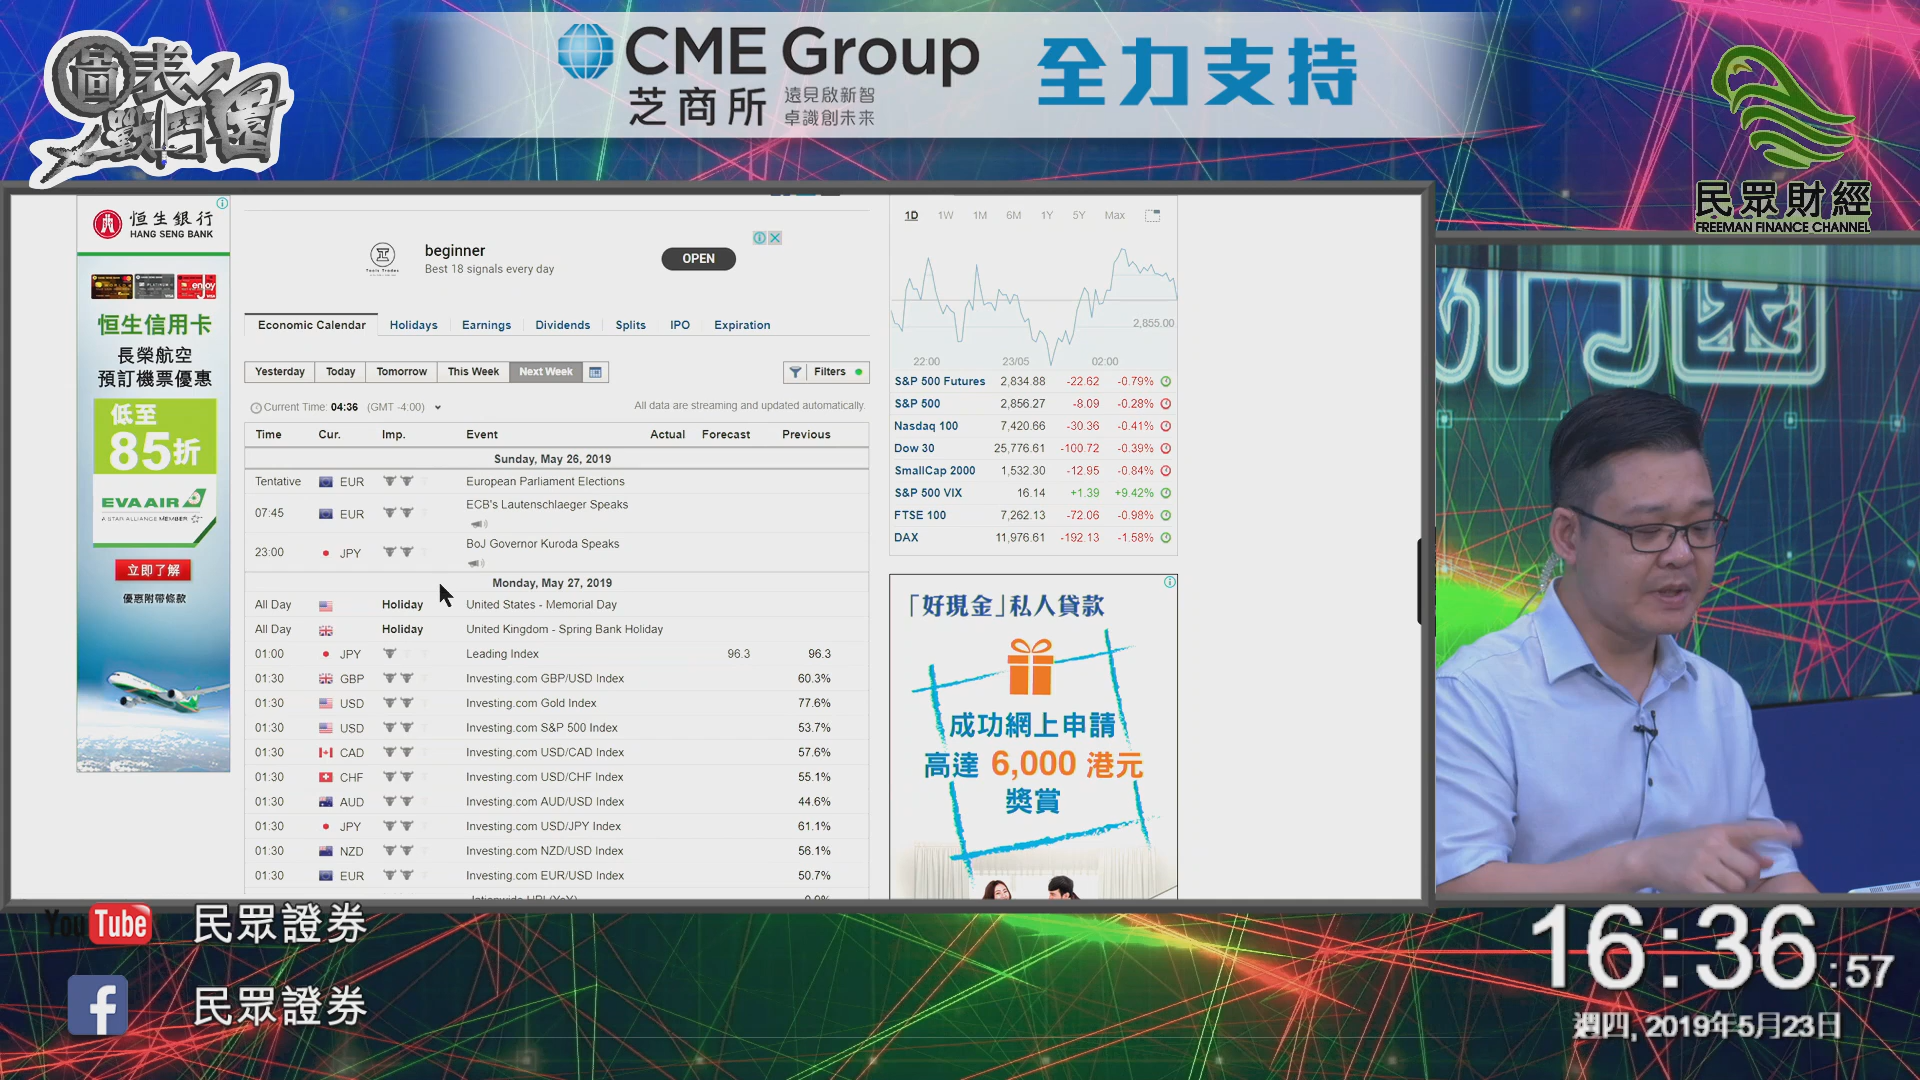 圖表
戰鬥圈
CME Group
芝商所
遠見啟新智
卓識創未來
全力支持
民眾財經
FREEMAN FINANCE CHANNEL
恒生銀行
HANG SENG BANK
enjoy
恒生信用卡
長榮航空
預訂機票優惠
低至
85折
EVA AIR
A STAR ALLIANCE MEMBER
立即了解
優惠附帶條款
beginner
Best 18 signals every day
OPEN
Economic Calendar Holidays Earnings Dividends Splits IPO Expiration
Yesterday Today Tomorrow This Week Next Week Filters
Current Time: 04:36 (GMT -4:00) All data are streaming and updated automatically.
Time Cur. Imp. Event Actual Forecast Previous
Sunday, May 26, 2019
Tentative EUR European Parliament Elections
07:45 EUR ECB's Lautenschlaeger Speaks
23:00 JPY BoJ Governor Kuroda Speaks
Monday, May 27, 2019
All Day Holiday United States - Memorial Day
All Day Holiday United Kingdom - Spring Bank Holiday
01:00 JPY Leading Index 96.3 96.3
01:30 GBP Investing.com GBP/USD Index 60.3%
01:30 USD Investing.com Gold Index 77.6%
01:30 USD Investing.com S&P 500 Index 53.7%
01:30 CAD Investing.com USD/CAD Index 57.6%
01:30 CHF Investing.com USD/CHF Index 55.1%
01:30 AUD Investing.com AUD/USD Index 44.6%
01:30 JPY Investing.com USD/JPY Index 61.1%
01:30 NZD Investing.com NZD/USD Index 56.1%
01:30 EUR Investing.com EUR/USD Index 50.7%
1D 1W 1M 6M 1Y 5Y Max
2,855.00
22:00 23/05 02:00
S&P 500 Futures 2,834.88 -22.62 -0.79%
S&P 500 2,856.27 -8.09 -0.28%
Nasdaq 100 7,420.66 -30.36 -0.41%
Dow 30 25,776.61 -100.72 -0.39%
SmallCap 2000 1,532.30 -12.95 -0.84%
S&P 500 VIX 16.14 +1.39 +9.42%
FTSE 100 7,262.13 -72.06 -0.98%
DAX 11,976.61 -192.13 -1.58%
「好現金」私人貸款
成功網上申請
高達 6,000 港元
獎賞
YouTube 民眾證券
f 民眾證券
16:36:57
週四, 2019年5月23日